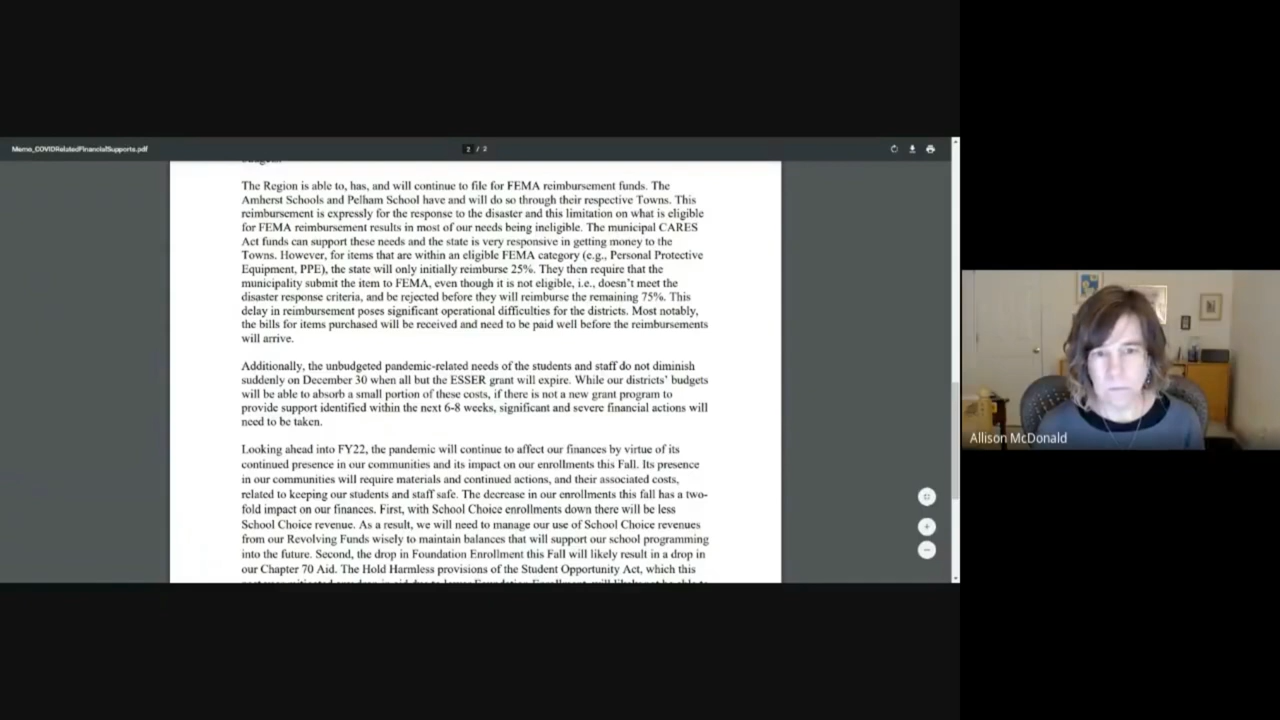 Memo_COVIDRelatedFinancialSupports.pdf
2 / 2
The Region is able to, has, and will continue to file for FEMA reimbursement funds. The
Amherst Schools and Pelham School have and will do so through their respective Towns. This
reimbursement is expressly for the response to the disaster and this limitation on what is eligible
for FEMA reimbursement results in most of our needs being ineligible. The municipal CARES
Act funds can support these needs and the state is very responsive in getting money to the
Towns. However, for items that are within an eligible FEMA category (e.g., Personal Protective
Equipment, PPE), the state will only initially reimburse 25%. They then require that the
municipality submit the item to FEMA, even though it is not eligible, i.e., doesn't meet the
disaster response criteria, and be rejected before they will reimburse the remaining 75%. This
delay in reimbursement poses significant operational difficulties for the districts. Most notably,
the bills for items purchased will be received and need to be paid well before the reimbursements
will arrive.
Additionally, the unbudgeted pandemic-related needs of the students and staff do not diminish
suddenly on December 30 when all but the ESSER grant will expire. While our districts' budgets
will be able to absorb a small portion of these costs, if there is not a new grant program to
provide support identified within the next 6-8 weeks, significant and severe financial actions will
need to be taken.
Looking ahead into FY22, the pandemic will continue to affect our finances by virtue of its
continued presence in our communities and its impact on our enrollments this Fall. Its presence
in our communities will require materials and continued actions, and their associated costs,
related to keeping our students and staff safe. The decrease in our enrollments this fall has a two-
fold impact on our finances. First, with School Choice enrollments down there will be less
School Choice revenue. As a result, we will need to manage our use of School Choice revenues
from our Revolving Funds wisely to maintain balances that will support our school programming
into the future. Second, the drop in Foundation Enrollment this Fall will likely result in a drop in
our Chapter 70 Aid. The Hold Harmless provisions of the Student Opportunity Act, which this
Allison McDonald